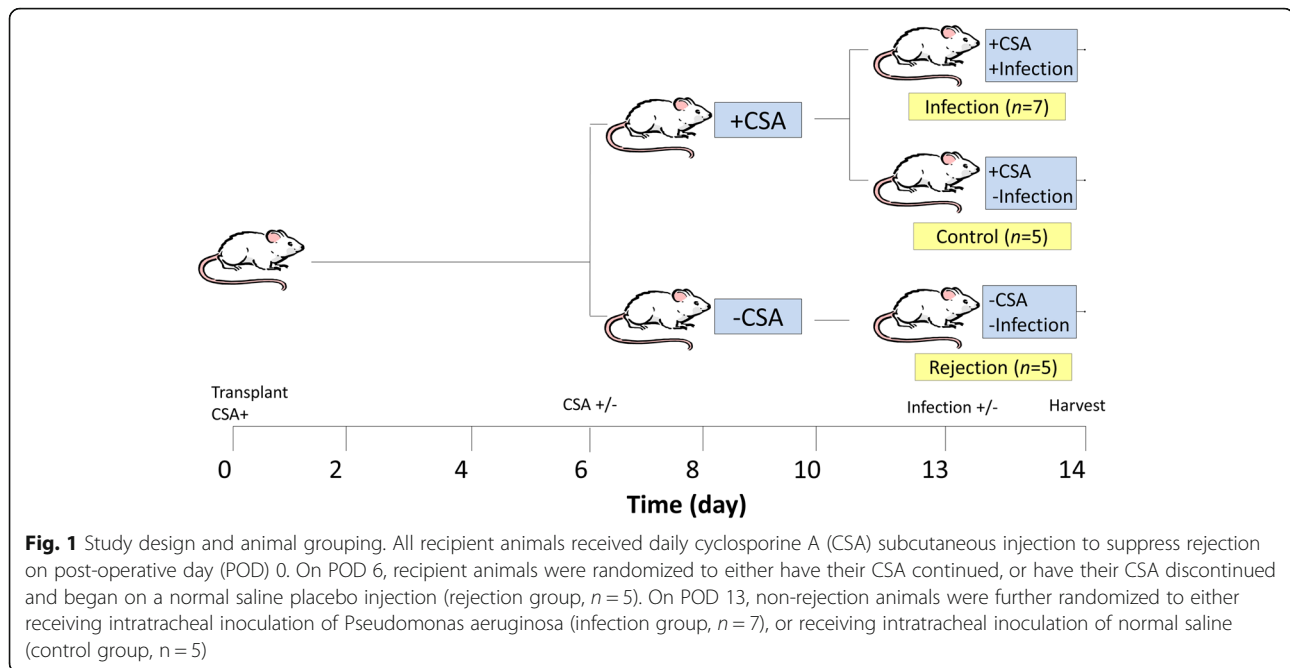 +CSA
+Infection
Infection (n=7)
+CSA
+CSA
-Infection
Control (n=5)
-CSA
-CSA
-Infection
Rejection (n=5)
Transplant
CSA+
CSA +/-
Infection +/-
Harvest
0 2 4 6 8 10 13 14
Time (day)
Fig. 1 Study design and animal grouping. All recipient animals received daily cyclosporine A (CSA) subcutaneous injection to suppress rejection
on post-operative day (POD) 0. On POD 6, recipient animals were randomized to either have their CSA continued, or have their CSA discontinued
and began on a normal saline placebo injection (rejection group, n = 5). On POD 13, non-rejection animals were further randomized to either
receiving intratracheal inoculation of Pseudomonas aeruginosa (infection group, n = 7), or receiving intratracheal inoculation of normal saline
(control group, n = 5)